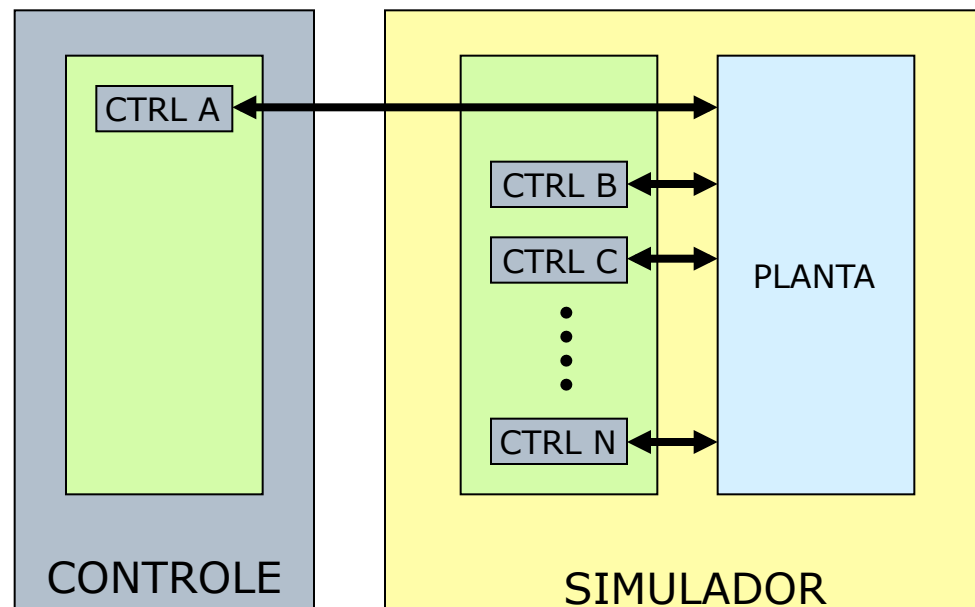 CTRL A
CTRL B
CTRL C
PLANTA
CTRL N
CONTROLE
SIMULADOR